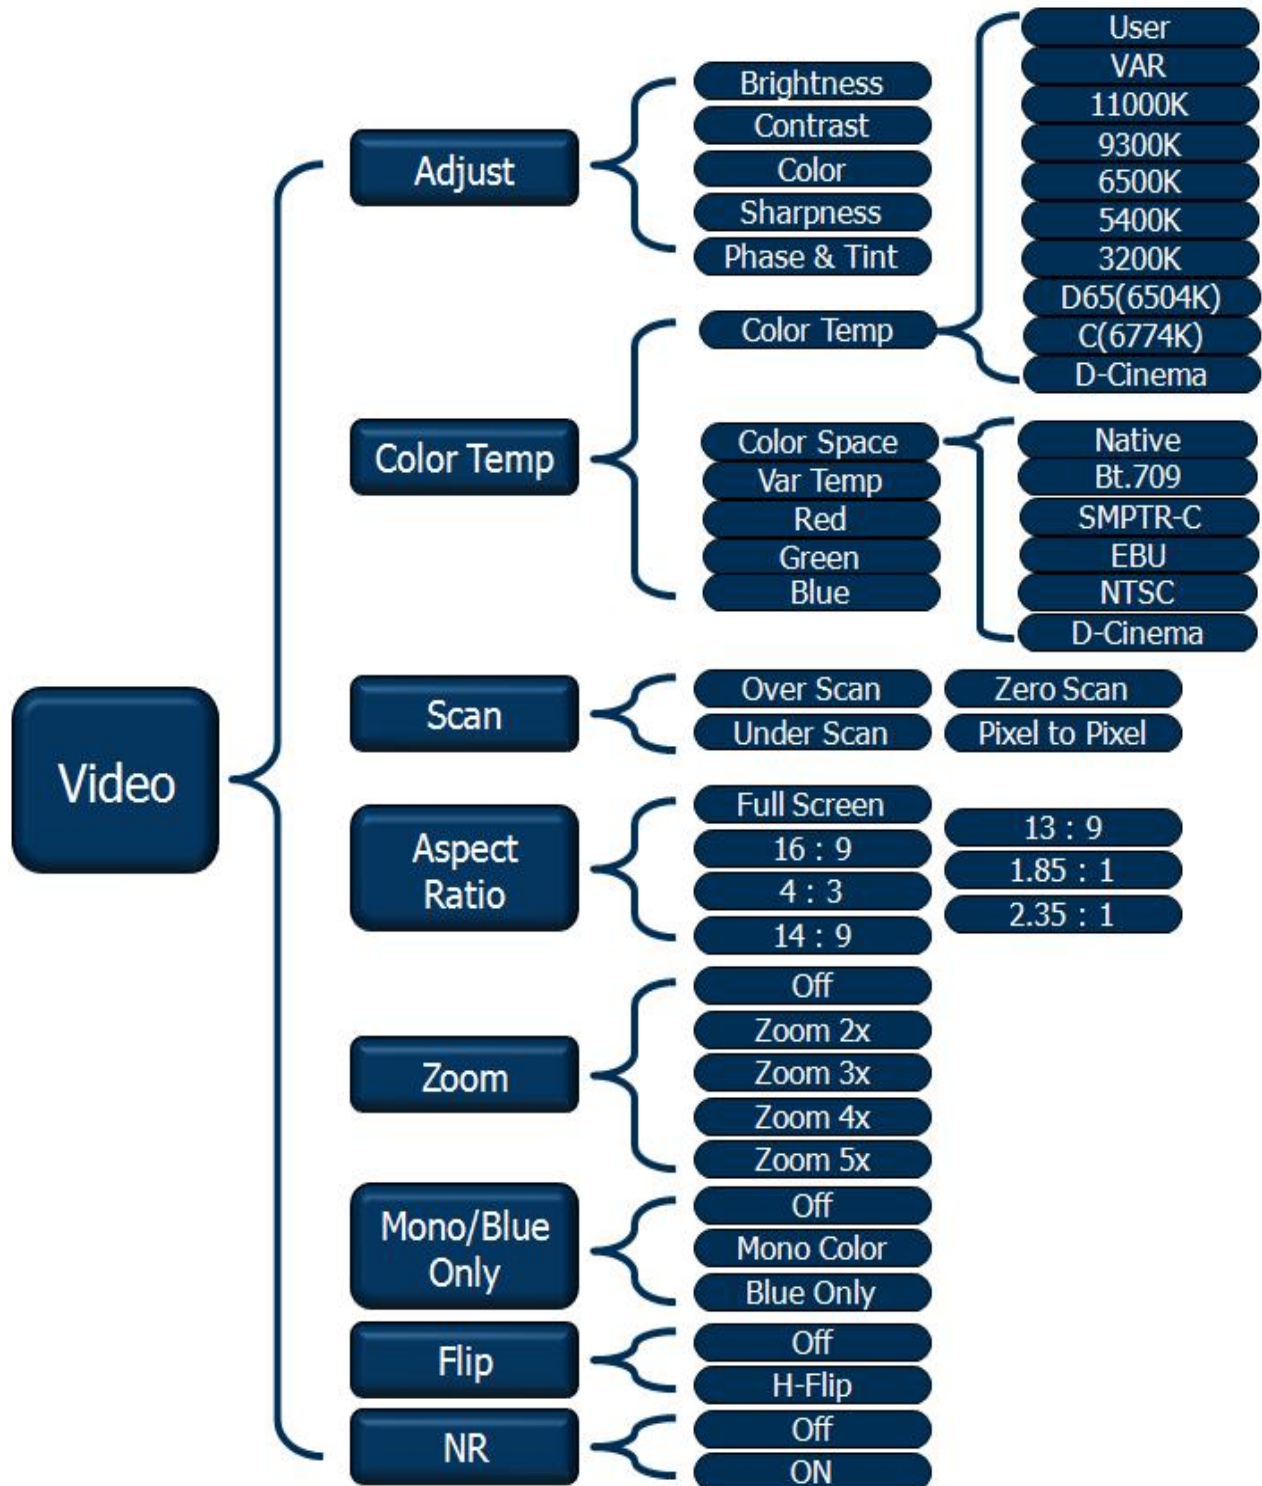 Video
Adjust
Brightness
Contrast
Color
Sharpness
Phase & Tint
Color Temp
Color Temp
User
VAR
11000K
9300K
6500K
5400K
3200K
D65(6504K)
C(6774K)
D-Cinema
Color Space
Native
Bt.709
SMPTR-C
EBU
NTSC
D-Cinema
Var Temp
Red
Green
Blue
Scan
Over Scan
Under Scan
Zero Scan
Pixel to Pixel
Aspect
Ratio
Full Screen
16 : 9
4 : 3
14 : 9
13 : 9
1.85 : 1
2.35 : 1
Zoom
Off
Zoom 2x
Zoom 3x
Zoom 4x
Zoom 5x
Mono/Blue
Only
Off
Mono Color
Blue Only
Flip
Off
H-Flip
NR
Off
ON